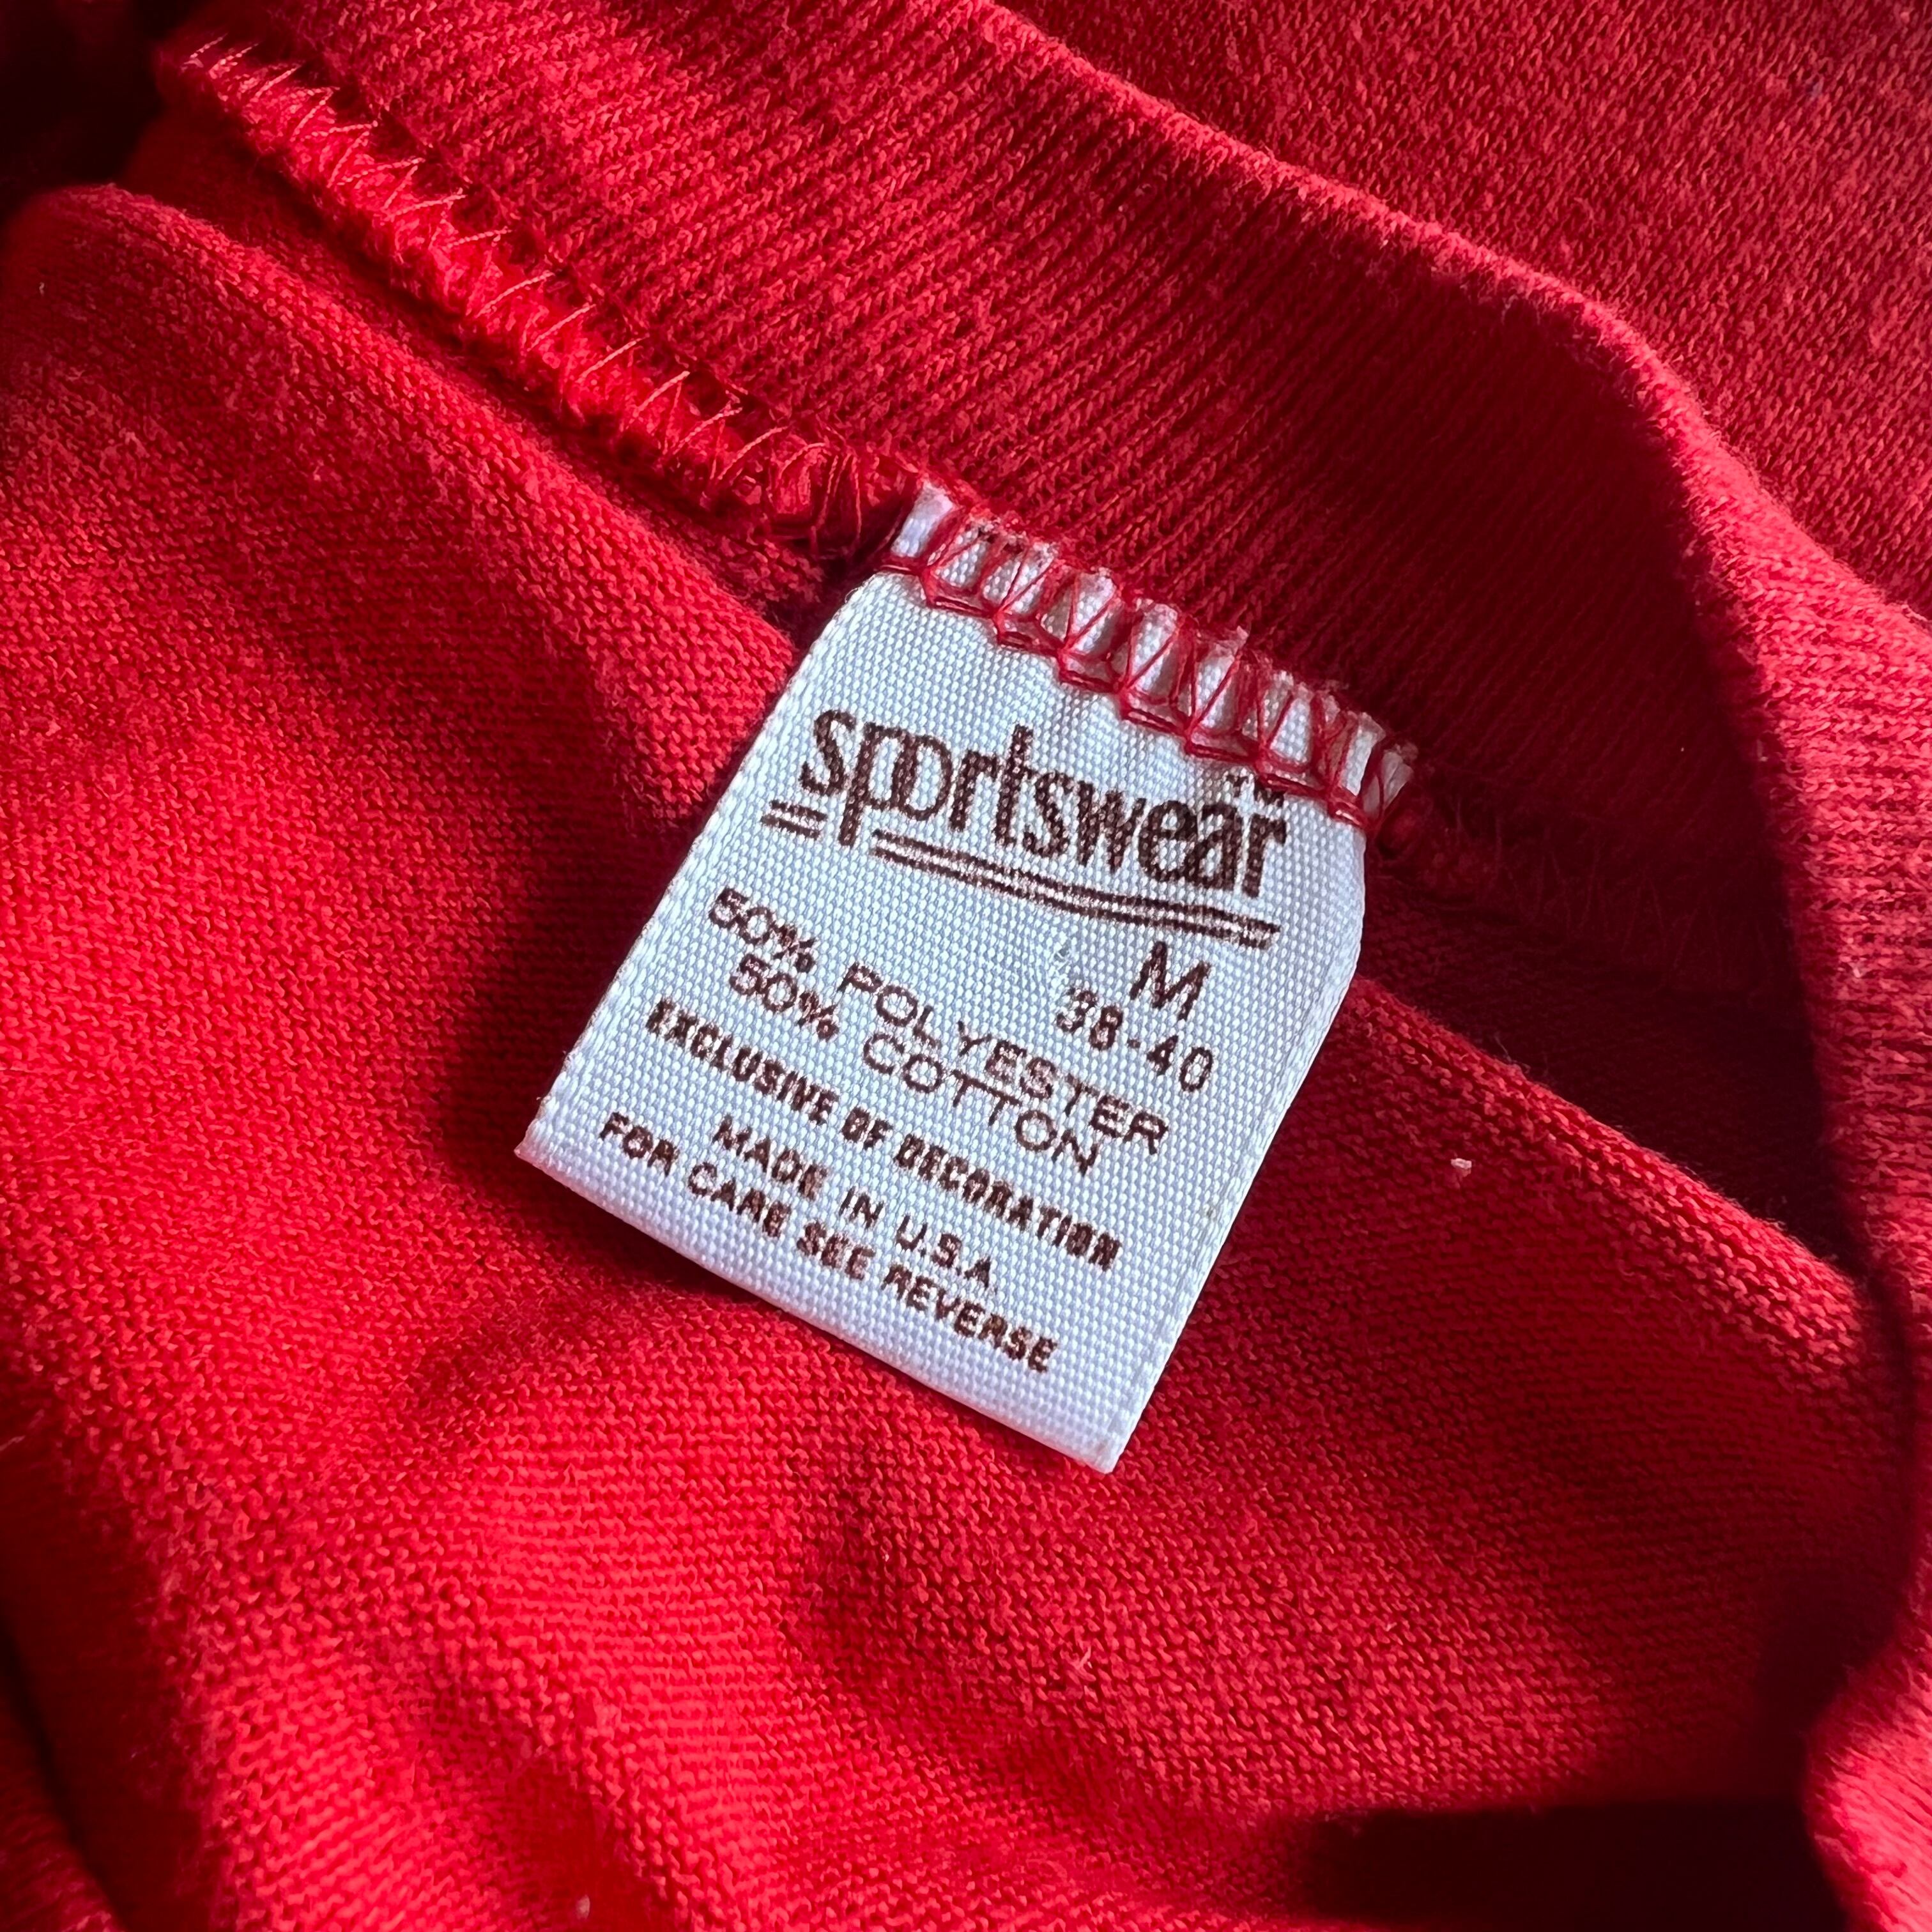 sportswear
M
38-40
50% POLYESTER
50% COTTON
EXCLUSIVE OF DECORATION
MADE IN U.S.A.
FOR CARE SEE REVERSE